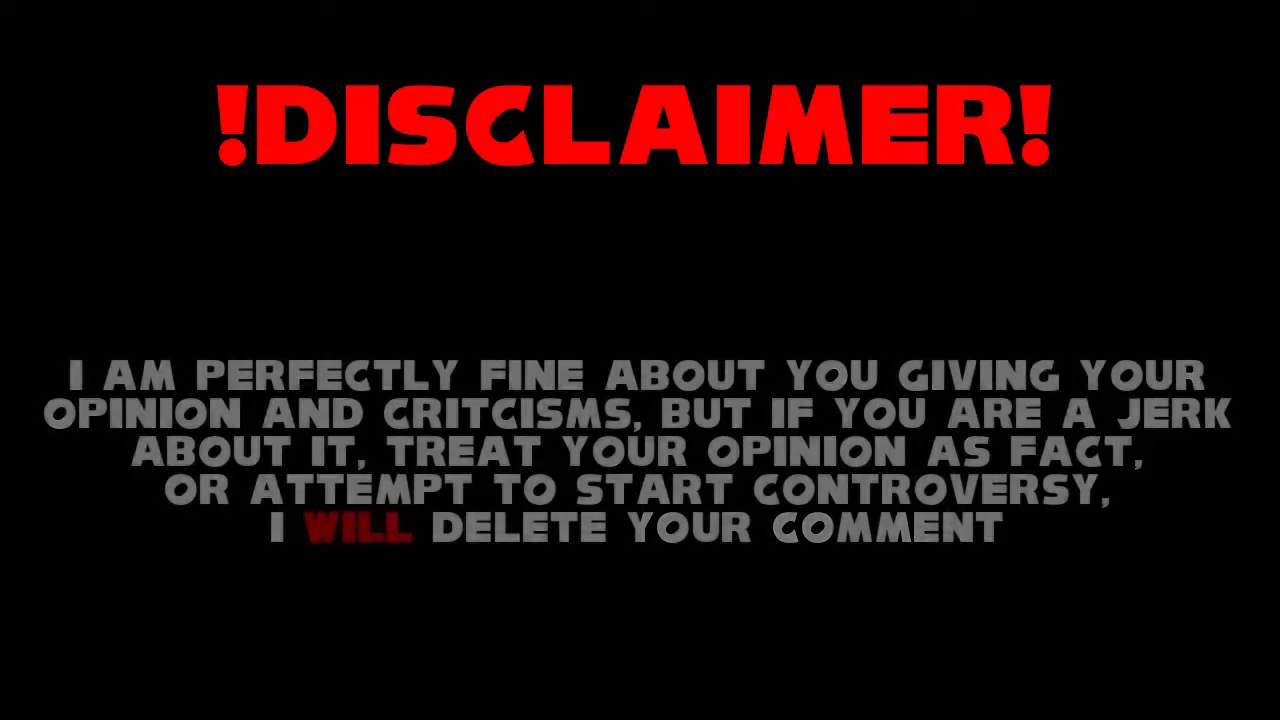 !DISCLAIMER!
I AM PERFECTLY FINE ABOUT YOU GIVING YOUR
OPINION AND CRITCISMS, BUT IF YOU ARE A JERK
ABOUT IT, TREAT YOUR OPINION AS FACT,
OR ATTEMPT TO START CONTROVERSY,
I WILL DELETE YOUR COMMENT